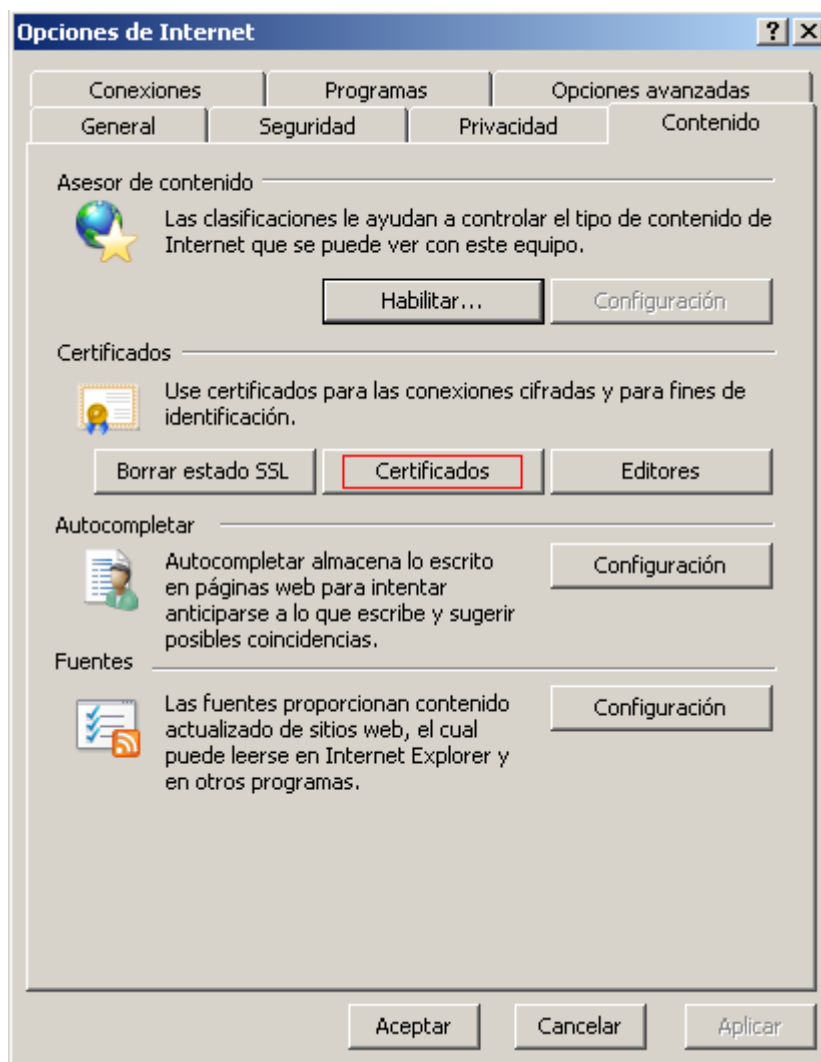 Opciones de Internet
Conexiones Programas Opciones avanzadas
General Seguridad Privacidad Contenido
Asesor de contenido
Las clasificaciones le ayudan a controlar el tipo de contenido de
Internet que se puede ver con este equipo.
Habilitar... Configuración
Certificados
Use certificados para las conexiones cifradas y para fines de
identificación.
Borrar estado SSL Certificados Editores
Autocompletar
Autocompletar almacena lo escrito
en páginas web para intentar
anticiparse a lo que escribe y sugerir
posibles coincidencias.
Configuración
Fuentes
Las fuentes proporcionan contenido
actualizado de sitios web, el cual
puede leerse en Internet Explorer y
en otros programas.
Configuración
Aceptar Cancelar Aplicar